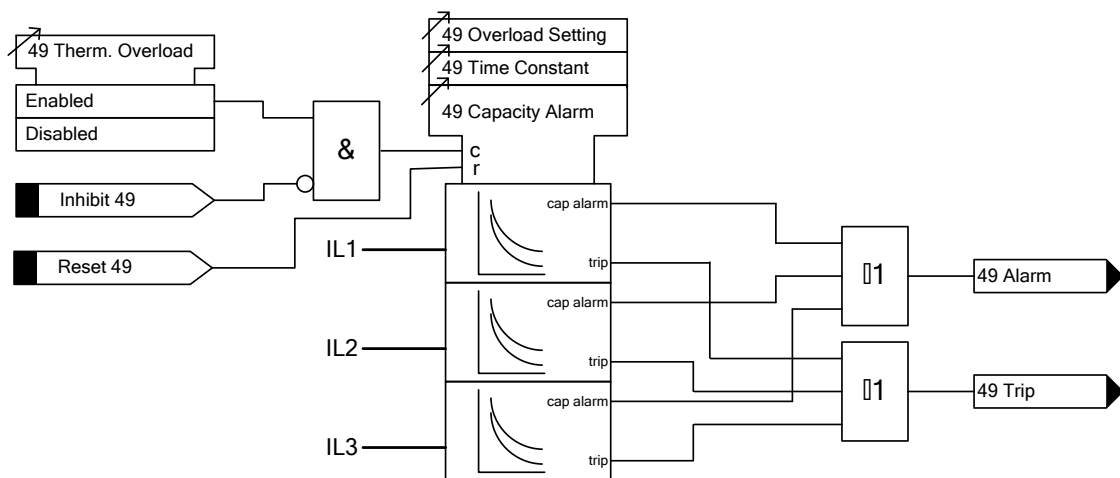 49 Therm. Overload
Enabled
Disabled
Inhibit 49
Reset 49
&
49 Overload Setting
49 Time Constant
49 Capacity Alarm
c
r
IL1
cap alarm
trip
IL2
cap alarm
trip
IL3
cap alarm
trip
▯1
▯1
49 Alarm
49 Trip